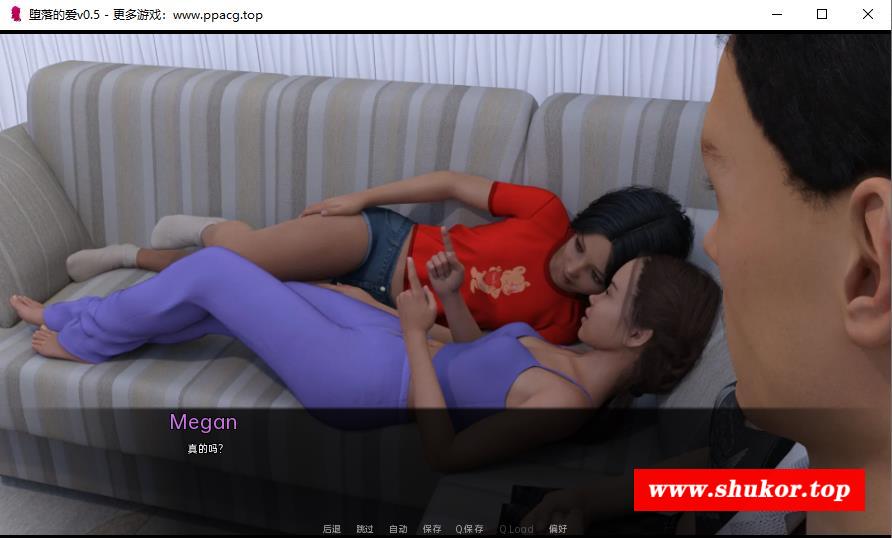 堕落的爱v0.5 - 更多游戏：www.ppacg.top
Megan
真的吗？
www.shukor.top
后退 跳过 自动 保存 Q.保存 Q.Load 偏好